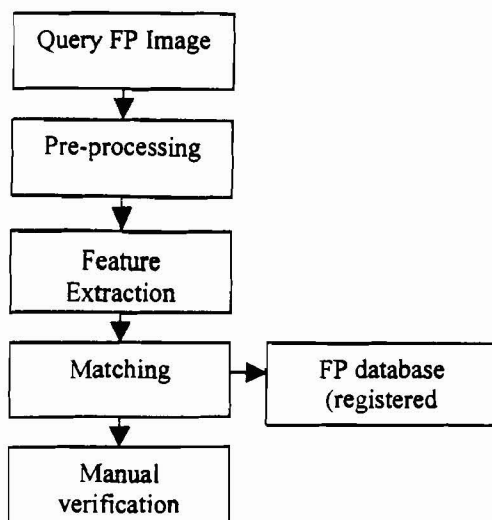 Query FP Image
Pre-processing
Feature
Extraction
Matching
FP database
(registered
Manual
verification